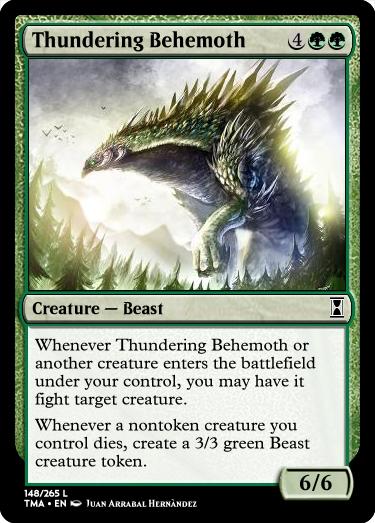 Thundering Behemoth 4
Creature — Beast
Whenever Thundering Behemoth or
another creature enters the battlefield
under your control, you may have it
fight target creature.
Whenever a nontoken creature you
control dies, create a 3/3 green Beast
creature token.
6/6
148/265 L
TMA • EN Juan Arrabal Hernàndez